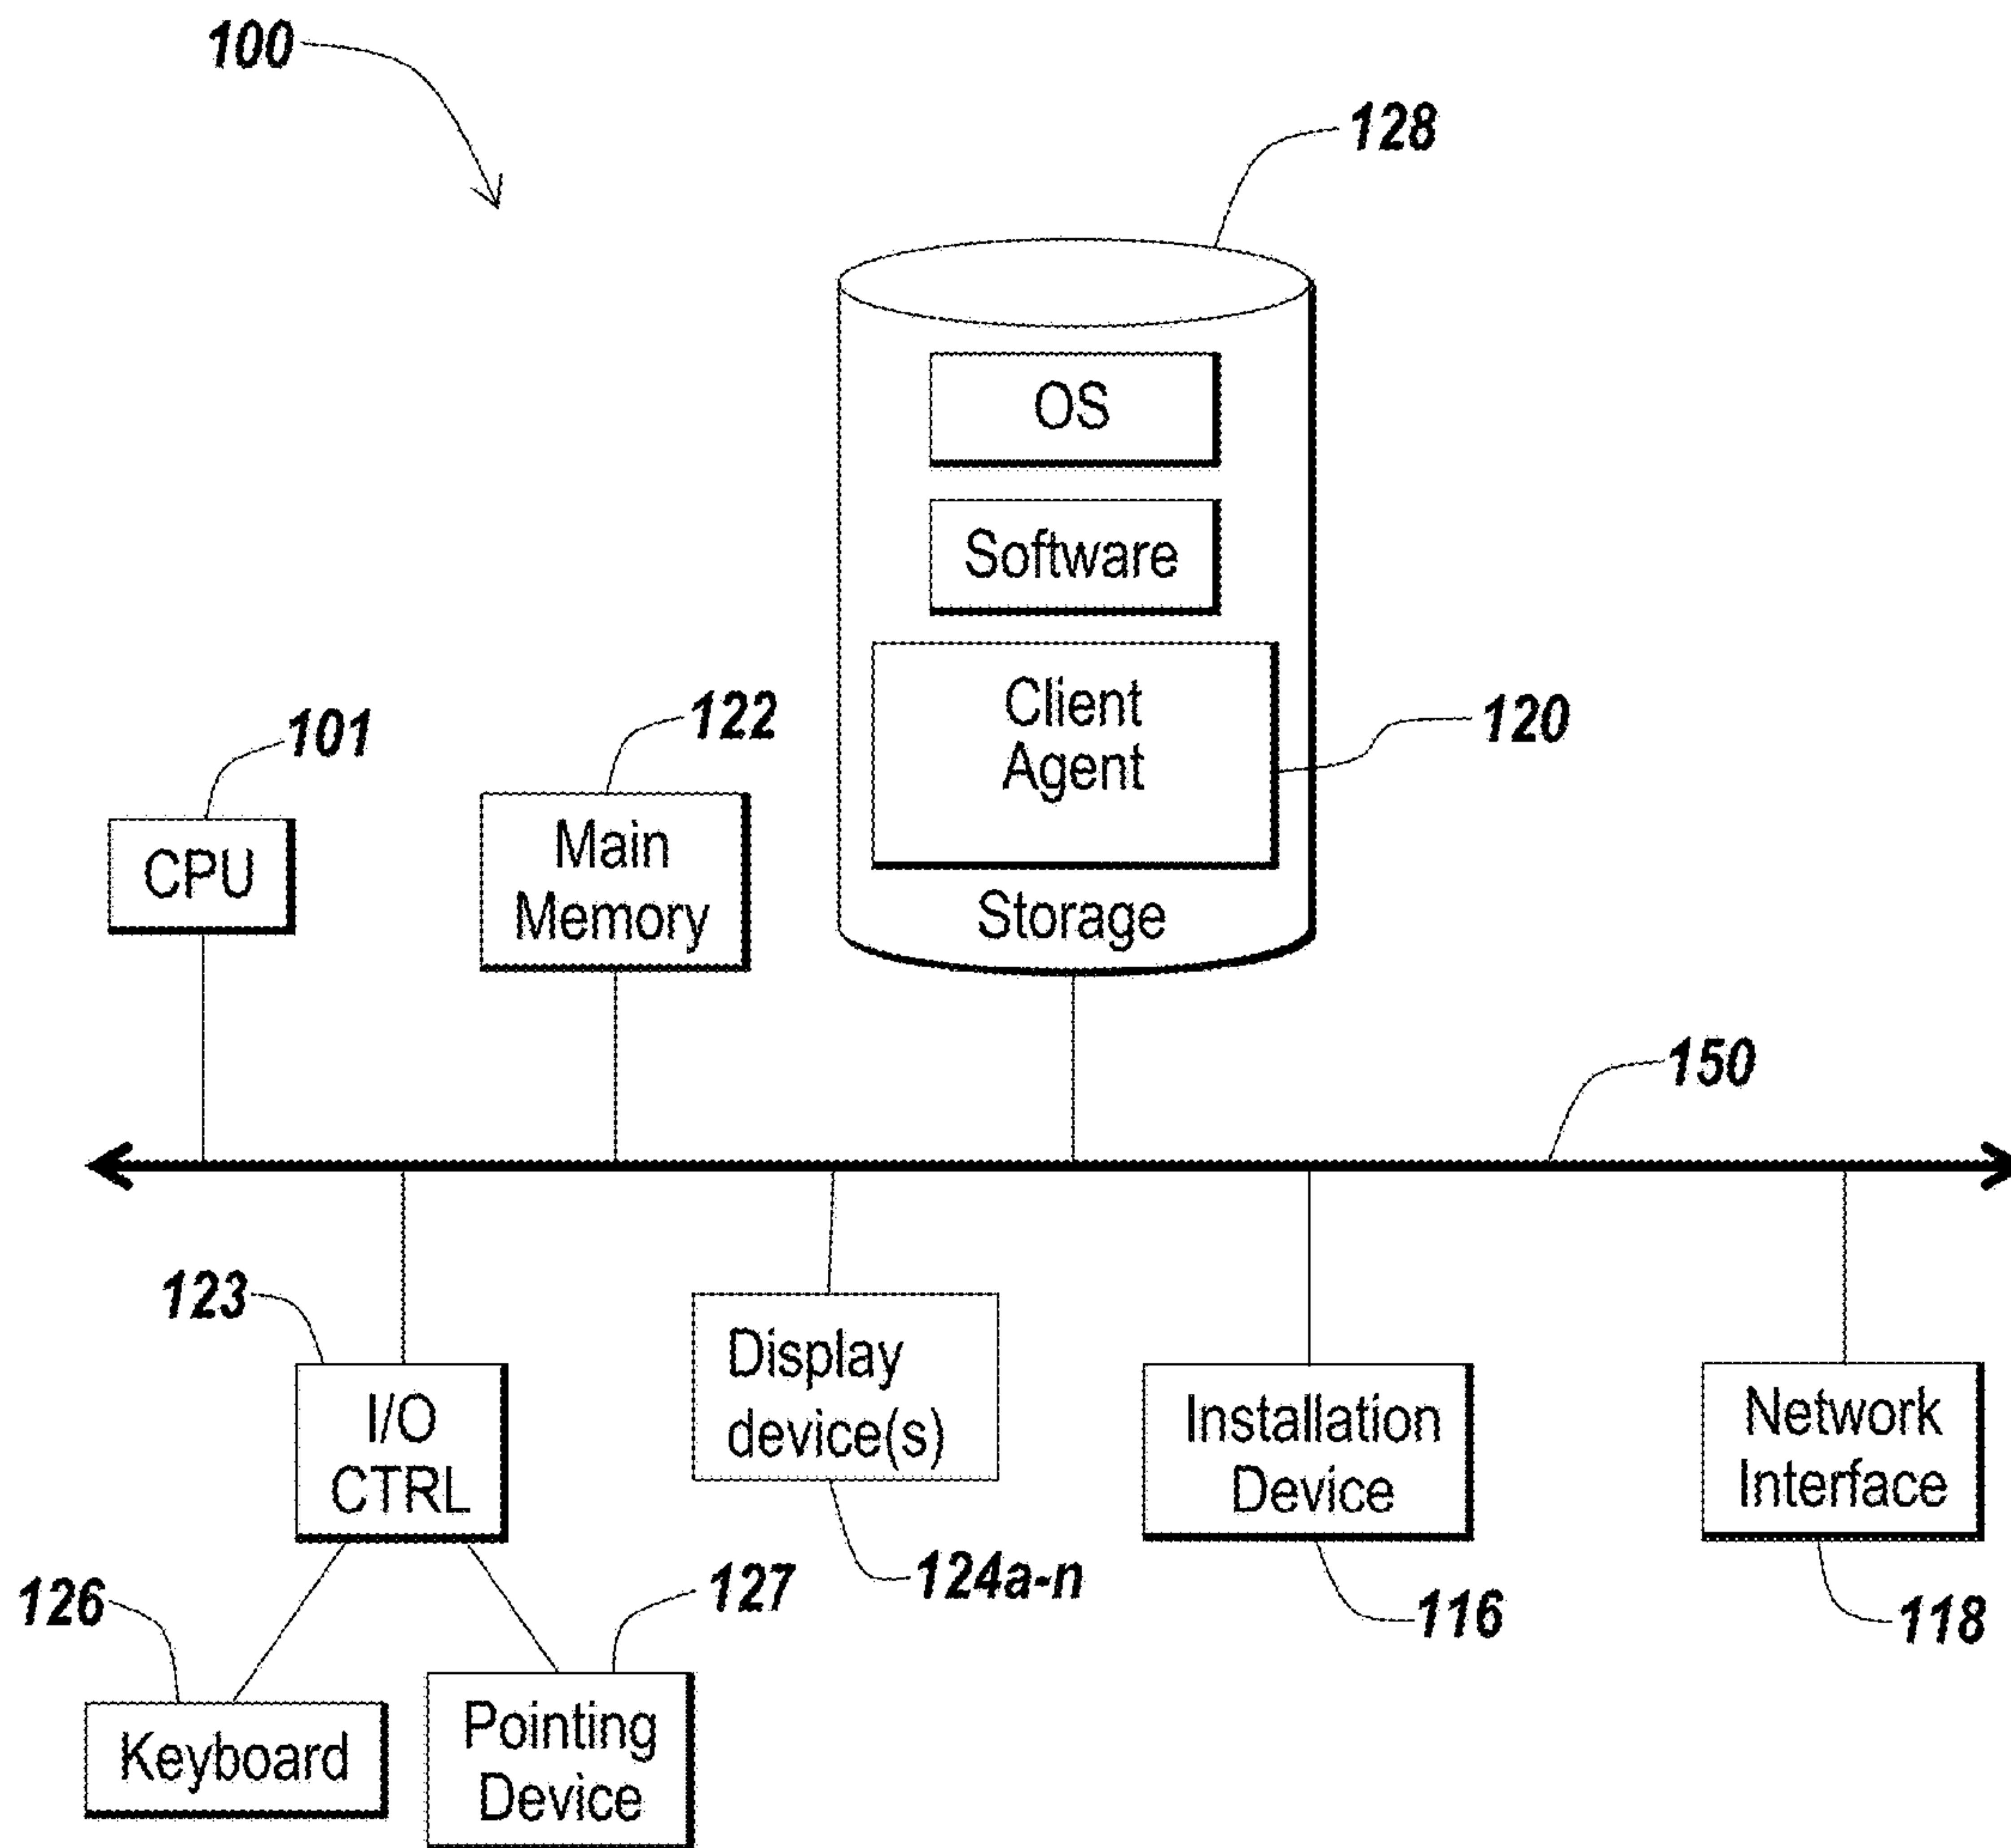 100
128
OS
Software
Client
Agent
120
Storage
101
CPU
122
Main
Memory
150
123
I/O
CTRL
Display
device(s)
124a-n
Installation
Device
116
Network
Interface
118
126
Keyboard
127
Pointing
Device